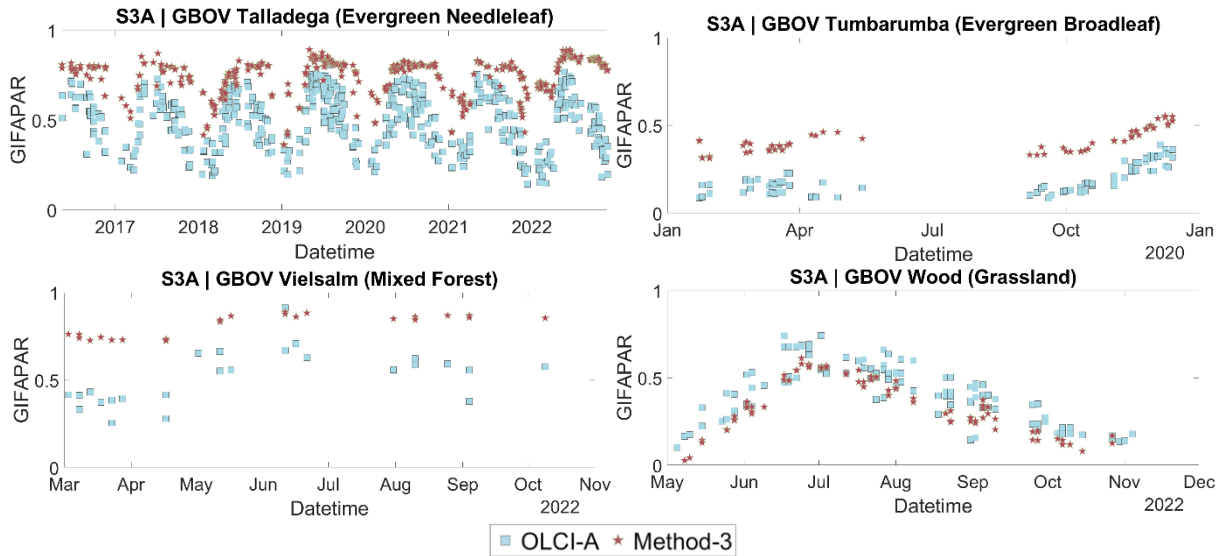 S3A | GBOV Talladega (Evergreen Needleleaf)
1
0.5
0
GIFAPAR
2017 2018 2019 2020 2021 2022
Datetime
S3A | GBOV Tumbarumba (Evergreen Broadleaf)
1
0.5
0
GIFAPAR
Jan Apr Jul Oct Jan
Datetime 2020
S3A | GBOV Vielsalm (Mixed Forest)
1
0.5
0
GIFAPAR
Mar Apr May Jun Jul Aug Sep Oct Nov
Datetime 2022
S3A | GBOV Wood (Grassland)
1
0.5
0
GIFAPAR
May Jun Jul Aug Sep Oct Nov Dec
Datetime 2022
OLCI-A Method-3